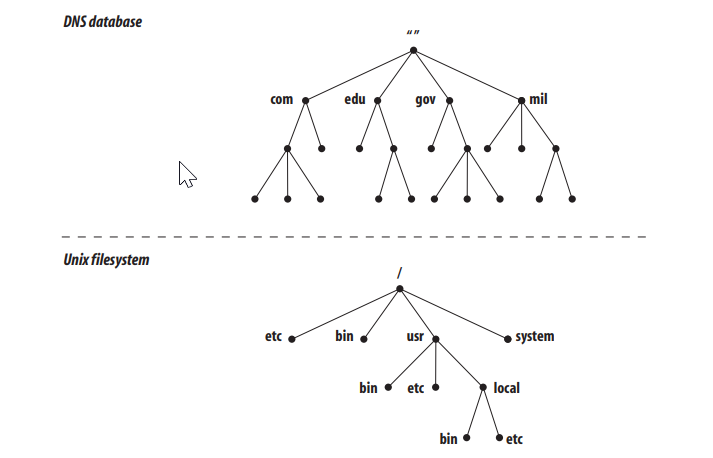 DNS database
“ ”
com edu gov mil
Unix filesystem
/
etc bin usr system
bin etc local
bin etc